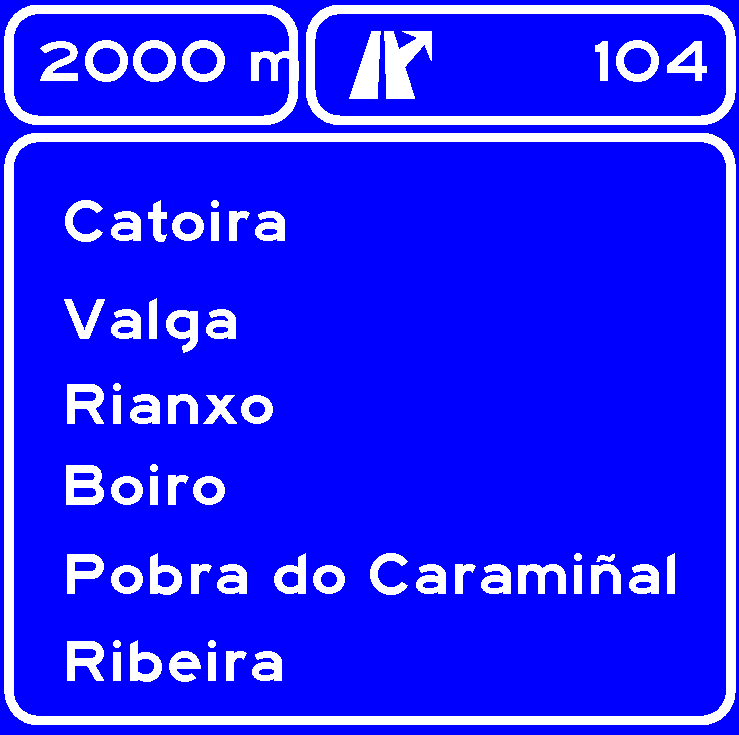 2000 m
104
Catoira
Valga
Rianxo
Boiro
Pobra do Caramiñal
Ribeira